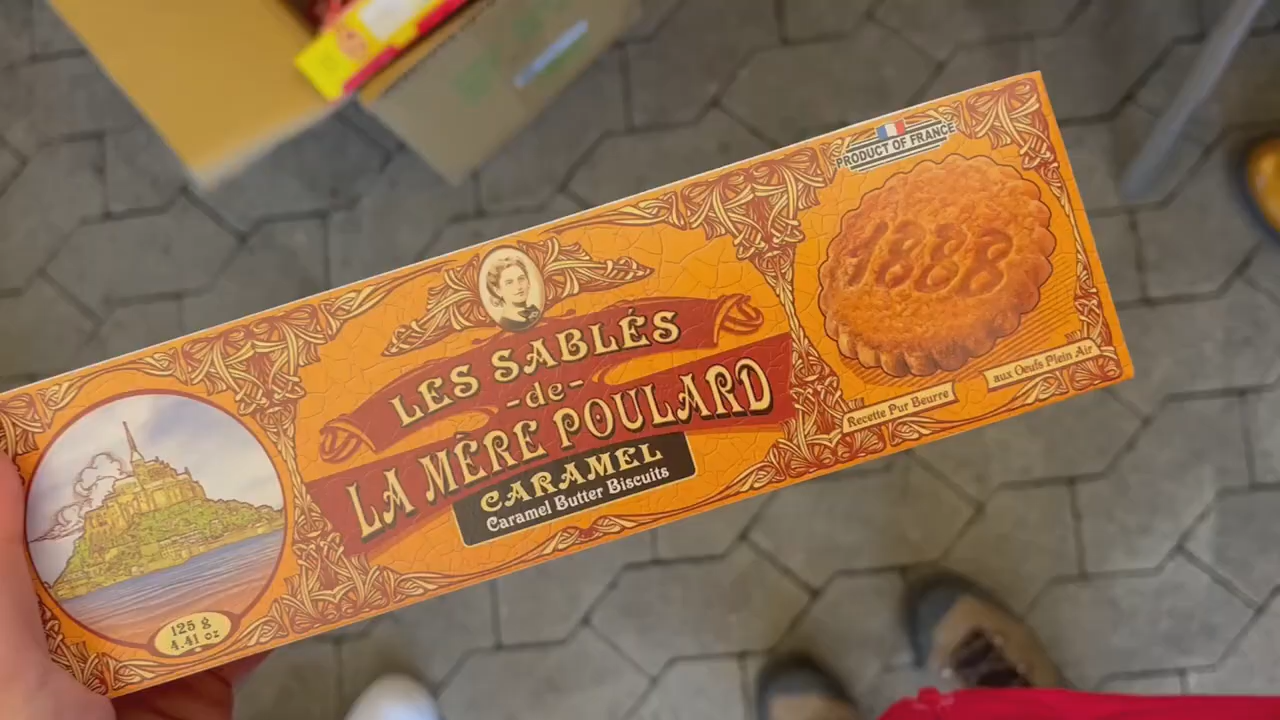 PRODUCT OF FRANCE
1888
LES SABLÉS
-de-
LA MÈRE POULARD
CARAMEL
Caramel Butter Biscuits
Recette Pur Beurre
aux Oeufs Plein Air
125 g
4.41 oz